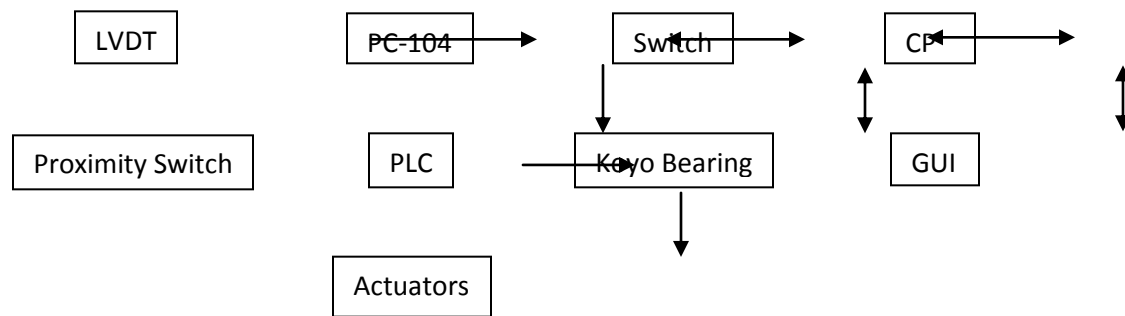 LVDT
PC-104
Switch
CP
Proximity Switch
PLC
Koyo Bearing
GUI
Actuators